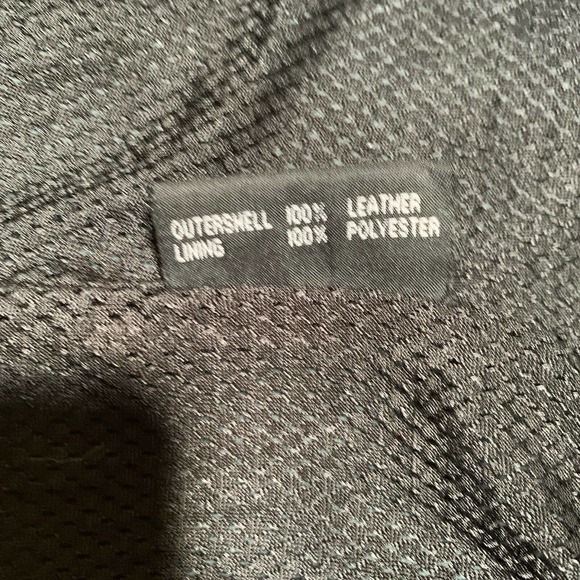 OUTERSHELL 100% LEATHER
LINING 100% POLYESTER